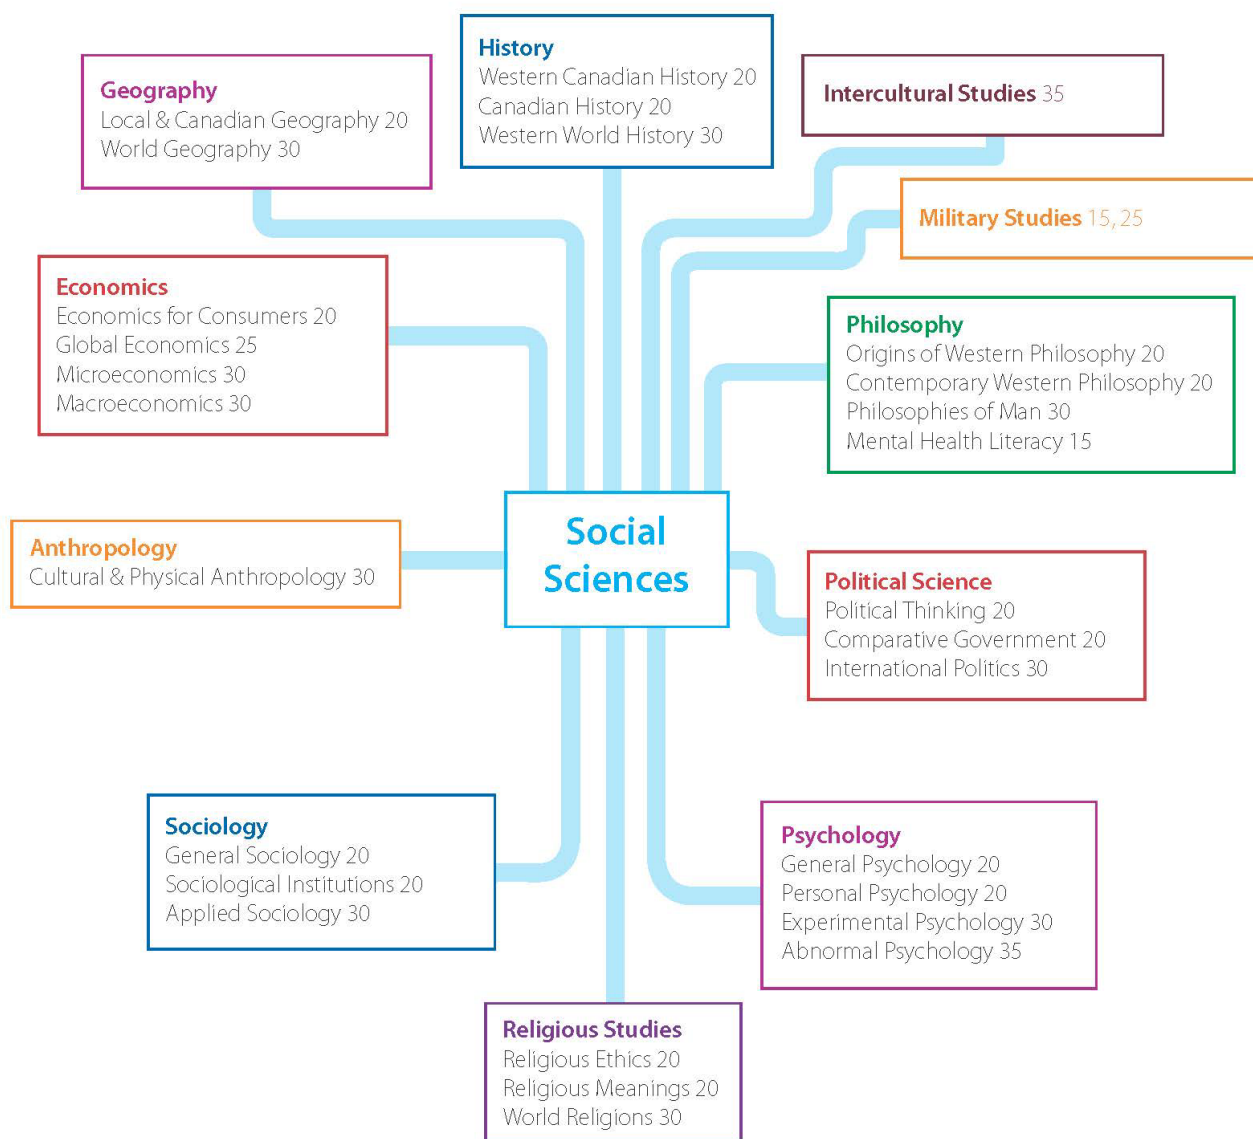 History
Western Canadian History 20
Canadian History 20
Western World History 30
Geography
Local & Canadian Geography 20
World Geography 30
Intercultural Studies 35
Military Studies 15, 25
Economics
Economics for Consumers 20
Global Economics 25
Microeconomics 30
Macroeconomics 30
Philosophy
Origins of Western Philosophy 20
Contemporary Western Philosophy 20
Philosophies of Man 30
Mental Health Literacy 15
Social
Sciences
Anthropology
Cultural & Physical Anthropology 30
Political Science
Political Thinking 20
Comparative Government 20
International Politics 30
Sociology
General Sociology 20
Sociological Institutions 20
Applied Sociology 30
Psychology
General Psychology 20
Personal Psychology 20
Experimental Psychology 30
Abnormal Psychology 35
Religious Studies
Religious Ethics 20
Religious Meanings 20
World Religions 30